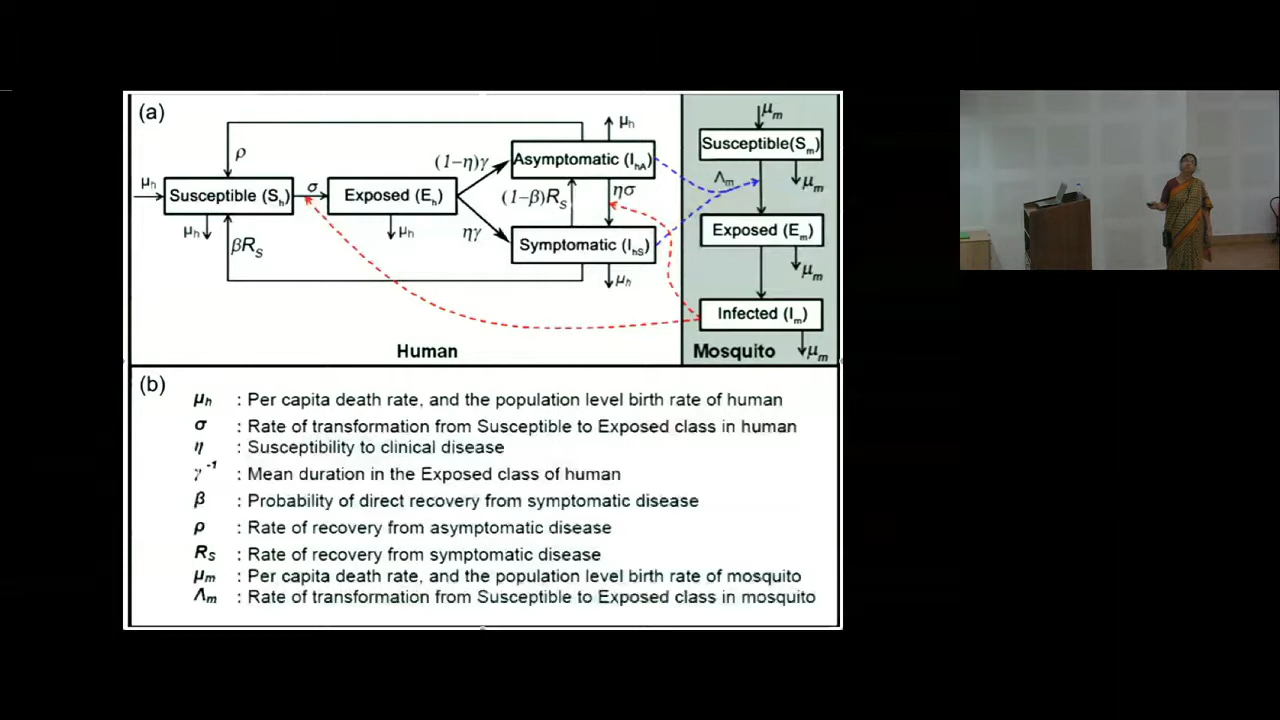 (a)
μh
ρ
(1-η)γ
Asymptomatic (IhA)
μm
Susceptible(Sm)
μh
Susceptible (Sh)
σ
Exposed (Eh)
(1-β)RS
ησ
Λm
μm
μh
βRS
μh
ηγ
Symptomatic (IhS)
Exposed (Em)
μh
μm
Infected (Im)
Human
Mosquito
μm
(b)
μh : Per capita death rate, and the population level birth rate of human
σ : Rate of transformation from Susceptible to Exposed class in human
η : Susceptibility to clinical disease
γ -1 : Mean duration in the Exposed class of human
β : Probability of direct recovery from symptomatic disease
ρ : Rate of recovery from asymptomatic disease
RS : Rate of recovery from symptomatic disease
μm : Per capita death rate, and the population level birth rate of mosquito
Λm : Rate of transformation from Susceptible to Exposed class in mosquito